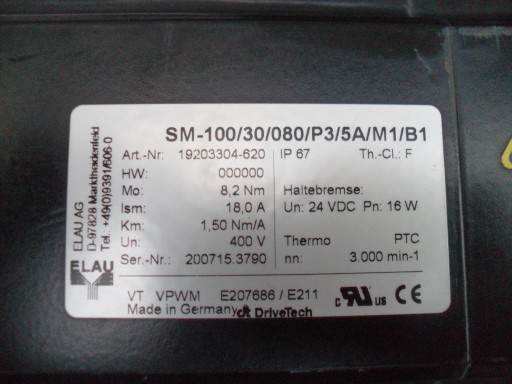 SM-100/30/080/P3/5A/M1/B1
Art.-Nr: 19203304-620 IP 67 Th.-Cl.: F
HW: 000000
Mo: 8,2 Nm Haltebremse:
Ism: 18,0 A Un: 24 VDC Pn: 16 W
Km: 1,50 Nm/A
Un: 400 V Thermo PTC
Ser.-Nr.: 200715.3790 nn: 3.000 min-1
VT VPWM E207686 / E211 c RU us CE
Made in Germany dt DriveTech
ELAU AG
D-97828 Marktheidenfeld
Tel.: +49(0)9391/606-0
ELAU